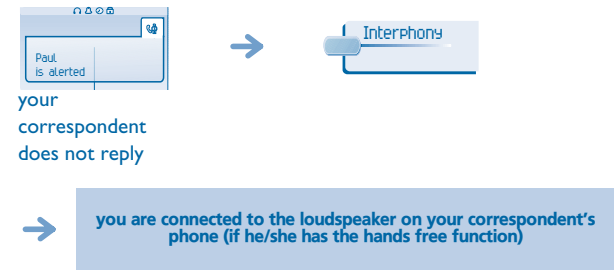 Paul
is alerted
Interphony
your
correspondent
does not reply
you are connected to the loudspeaker on your correspondent's
phone (if he/she has the hands free function)